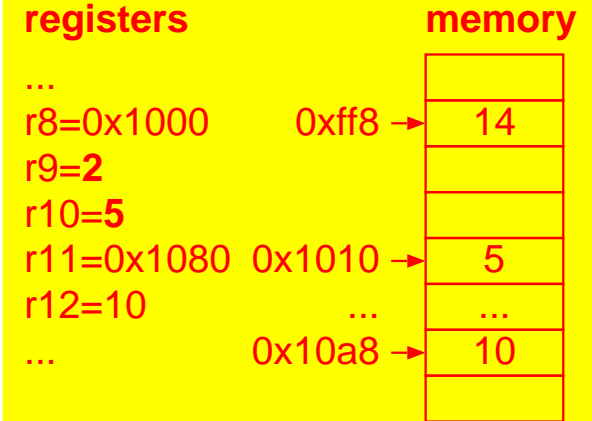 registers memory
...
r8=0x1000 0xff8 14
r9=2
r10=5
r11=0x1080 0x1010 5
r12=10 ... ...
... 0x10a8 10